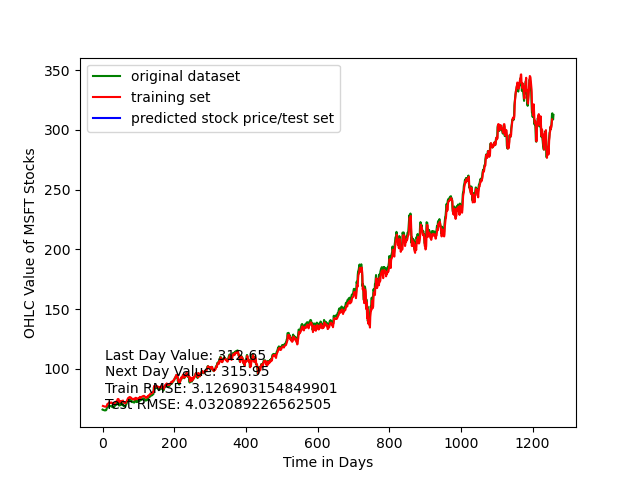 350
300
250
200
150
100
OHLC Value of MSFT Stocks
original dataset
training set
predicted stock price/test set
Last Day Value: 312.65
Next Day Value: 315.95
Train RMSE: 3.126903154849901
Test RMSE: 4.032089226562505
0 200 400 600 800 1000 1200
Time in Days